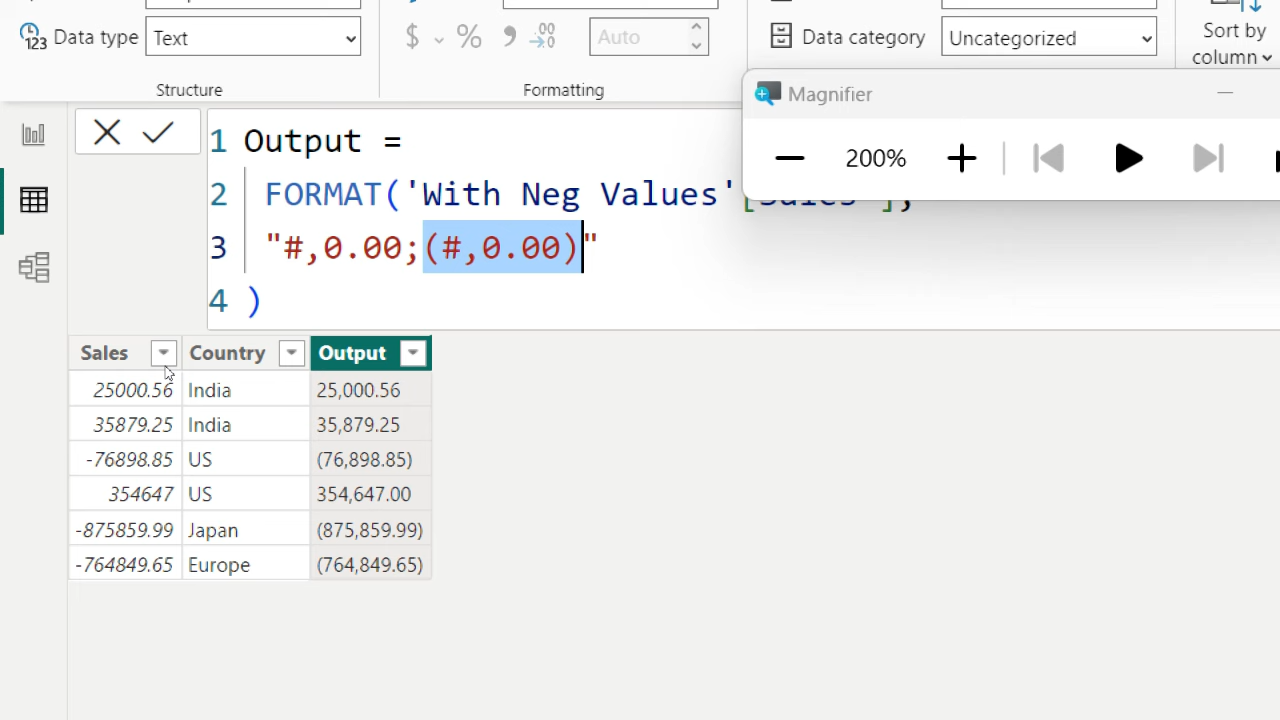 Data type Text
$ % .00 Auto
Data category Uncategorized
Sort by
column
Structure
Formatting
Magnifier
200%
1 Output =
2 FORMAT('With Neg Values'
3 "#,0.00;(#,0.00)"
4 )
Sales Country Output
25000.56 India 25,000.56
35879.25 India 35,879.25
-76898.85 US (76,898.85)
354647 US 354,647.00
-875859.99 Japan (875,859.99)
-764849.65 Europe (764,849.65)